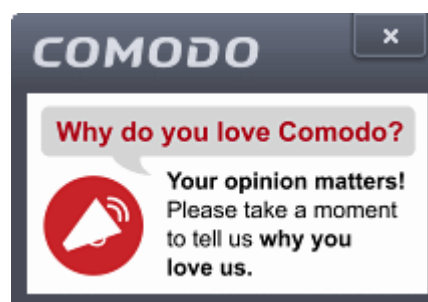 COMODO
Why do you love Comodo?
Your opinion matters!
Please take a moment
to tell us why you
love us.